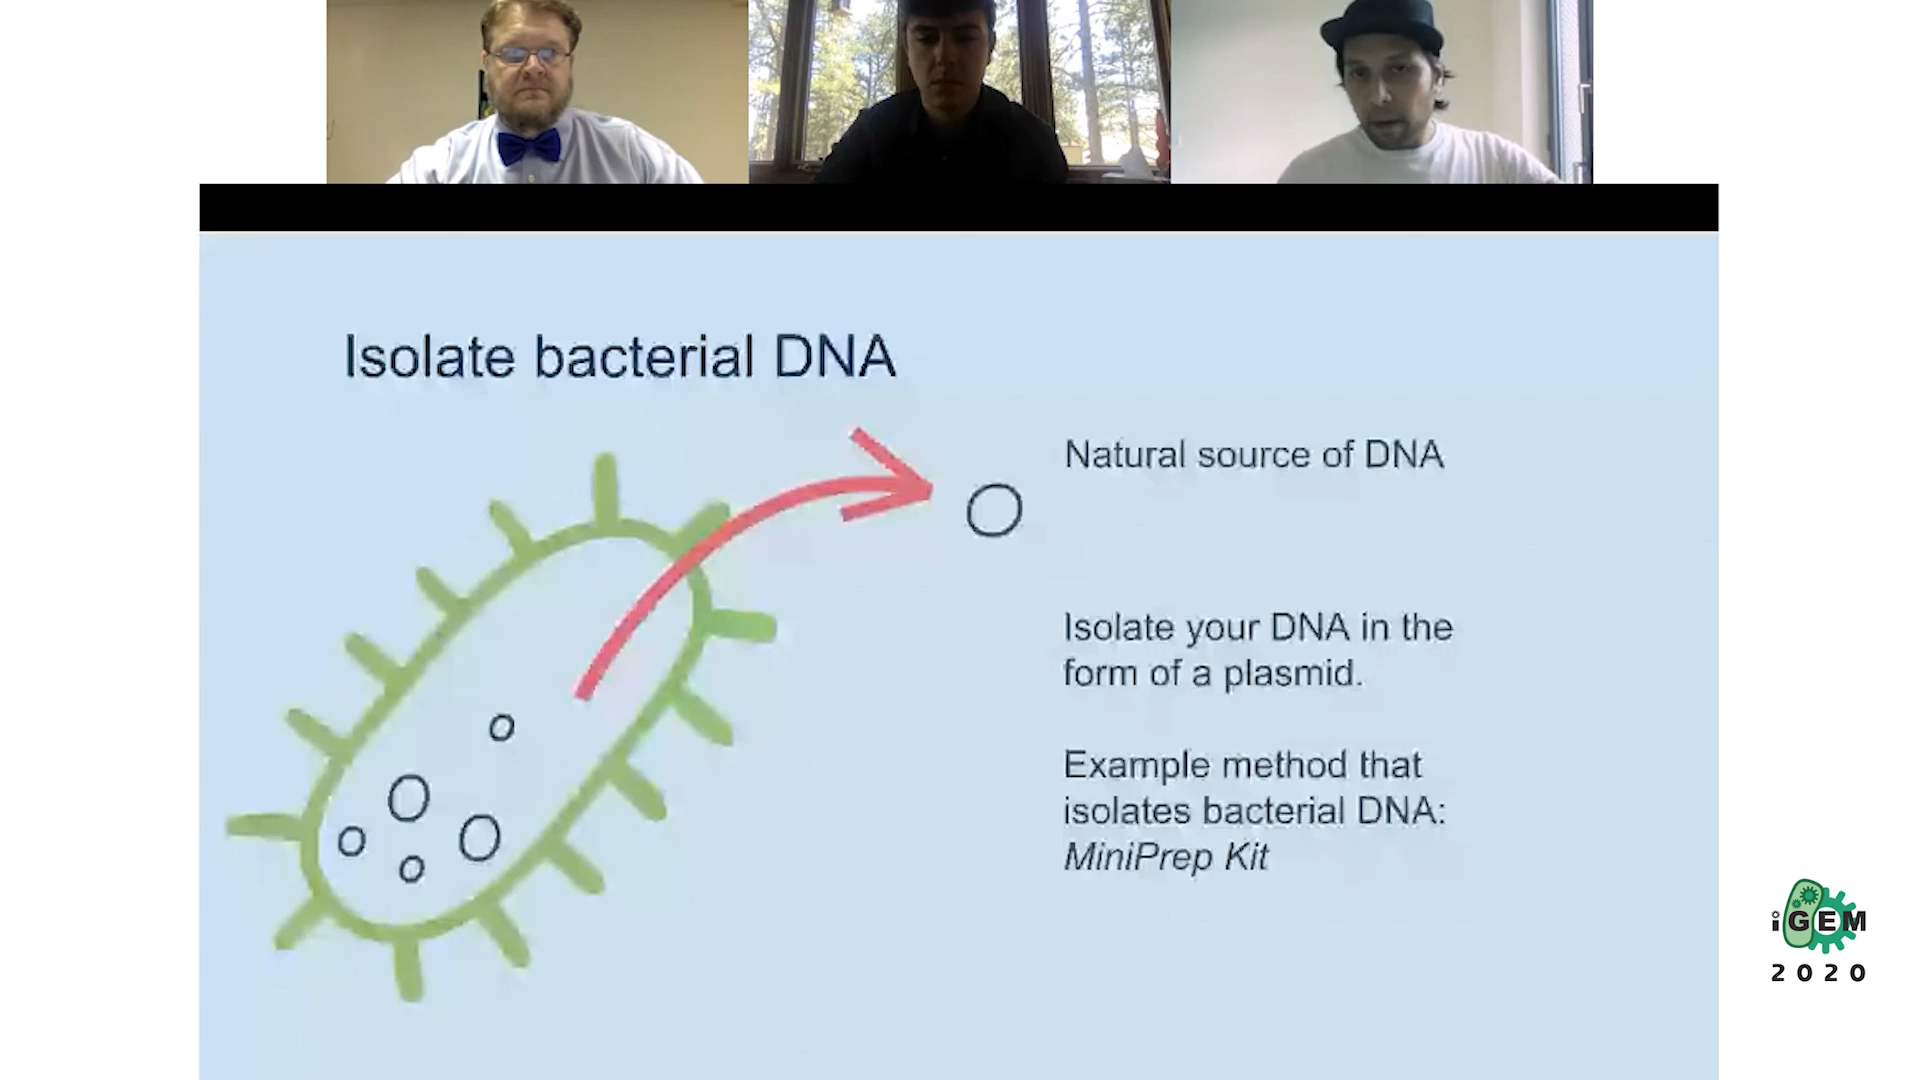 Isolate bacterial DNA
Natural source of DNA
Isolate your DNA in the
form of a plasmid.
Example method that
isolates bacterial DNA:
MiniPrep Kit
iGEM
2020